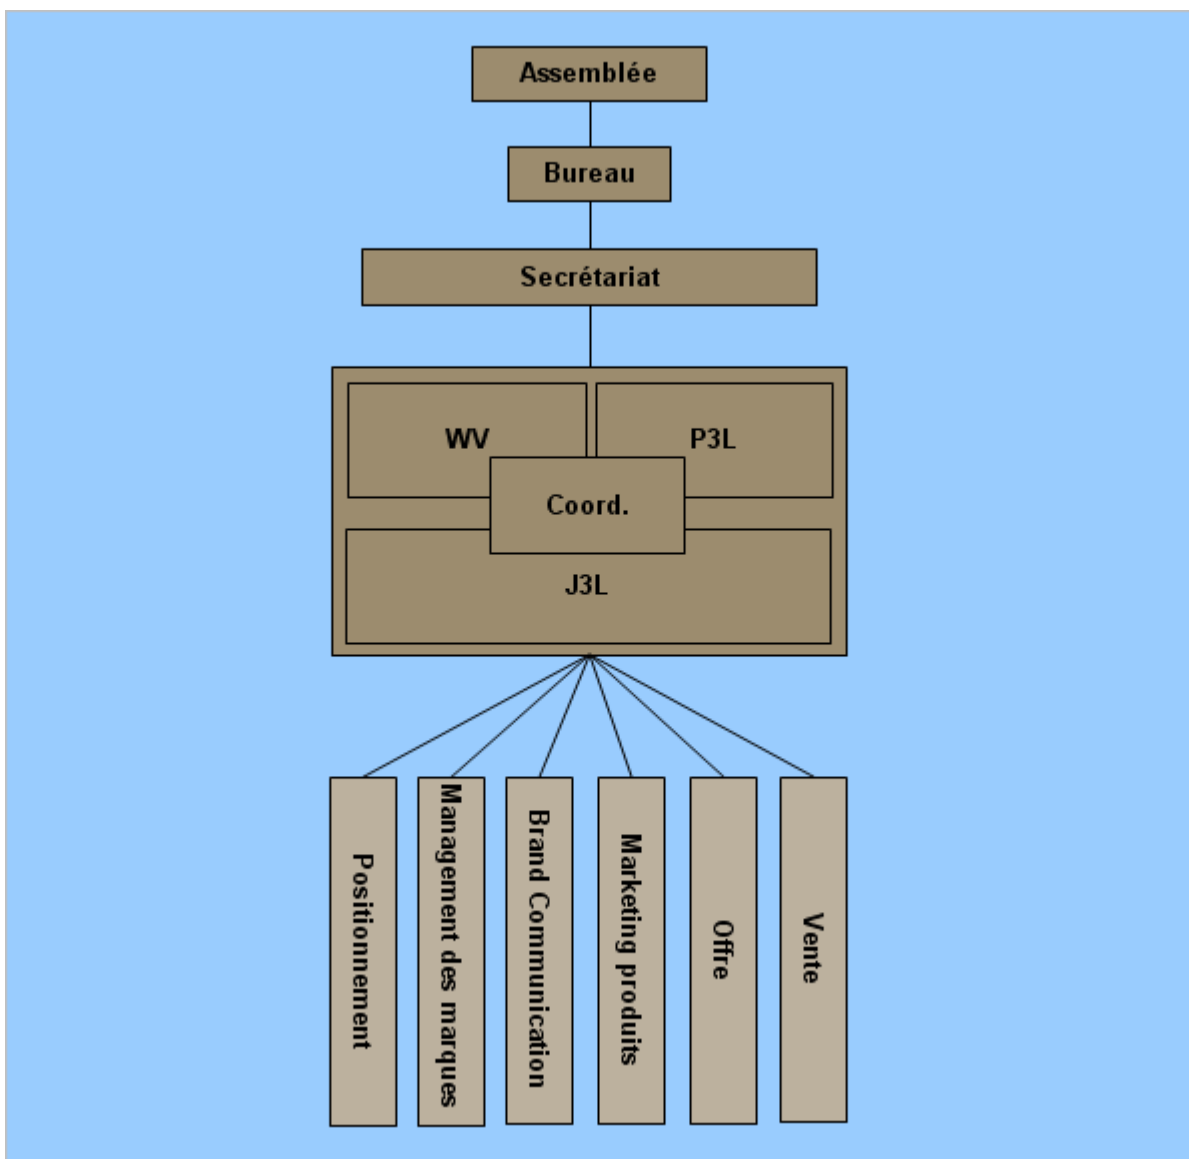 Assemblée
Bureau
Secrétariat
WV
P3L
Coord.
J3L
Positionnement
Management des marques
Brand Communication
Marketing produits
Offre
Vente